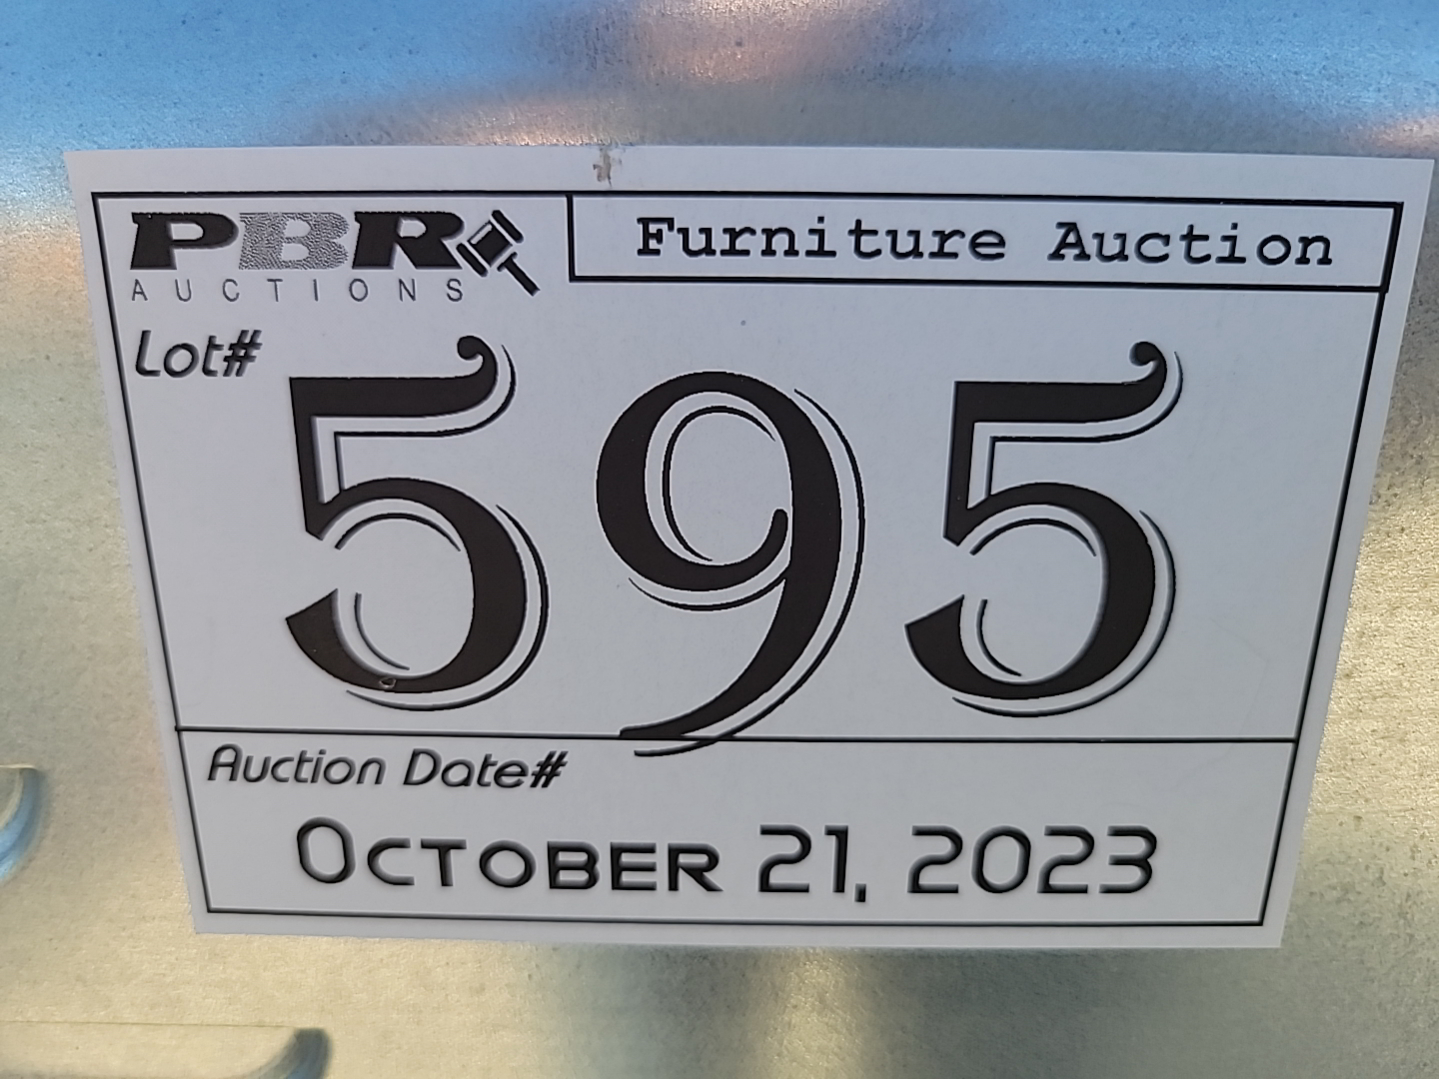 PBR
AUCTIONS
Furniture Auction
Lot#
595
Auction Date#
October 21, 2023